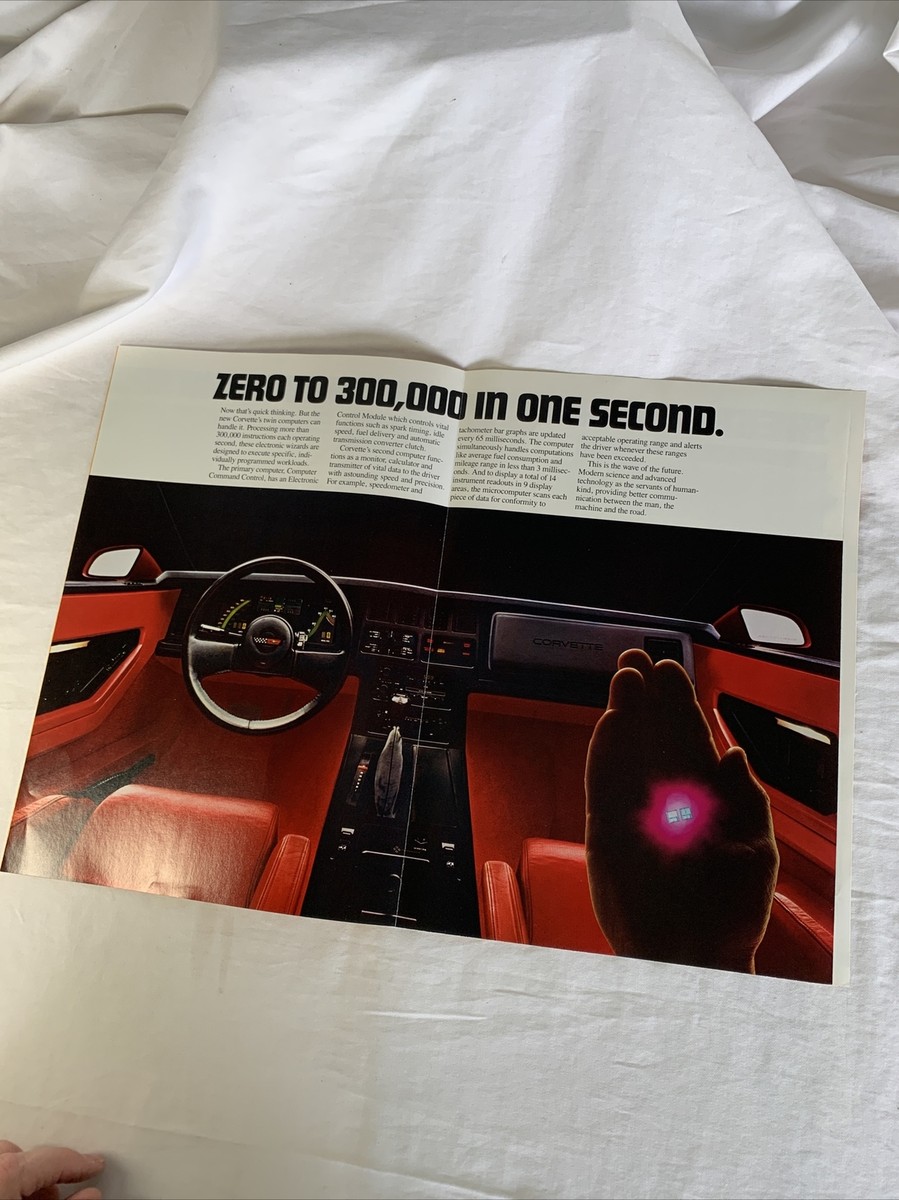 ZERO TO 300,000 IN ONE SECOND.
Now that's quick thinking. But the
new Corvette's twin computers can
handle it. Processing more than
300,000 instructions each operating
second, these electronic wizards are
designed to execute specific, indi-
vidually programmed workloads.
The primary computer, Computer
Command Control, has an Electronic
Control Module which controls vital
functions such as spark timing, idle
speed, fuel delivery and automatic
transmission converter clutch.
Corvette's second computer func-
tions as a monitor, calculator and
transmitter of vital data to the driver
with astounding speed and precision.
For example, speedometer and
tachometer bar graphs are updated
every 65 milliseconds. The computer
simultaneously handles computations
like average fuel consumption and
mileage range in less than 3 millisec-
onds. And to display a total of 14
instrument readouts in 9 display
areas, the microcomputer scans each
piece of data for conformity to
acceptable operating range and alerts
the driver whenever these ranges
have been exceeded.
This is the wave of the future.
Modern science and advanced
technology as the servants of human-
kind, providing better commu-
nication between the man, the
machine and the road.
CORVETTE